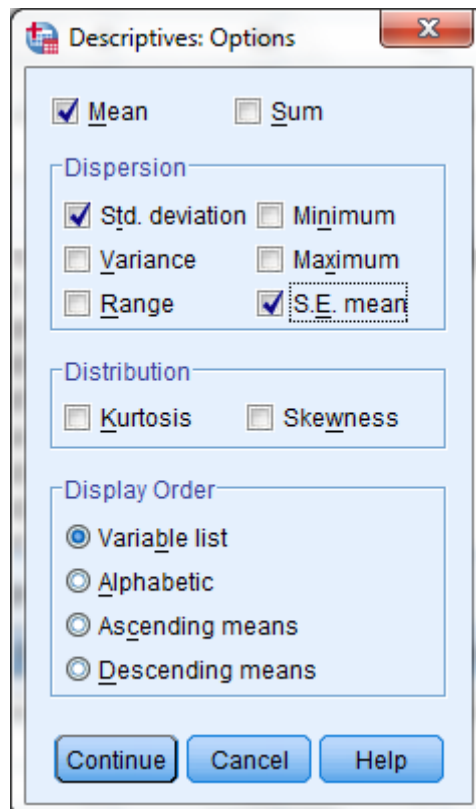 Descriptives: Options
Mean Sum
Dispersion
Std. deviation Minimum
Variance Maximum
Range S.E. mean
Distribution
Kurtosis Skewness
Display Order
Variable list
Alphabetic
Ascending means
Descending means
Continue Cancel Help